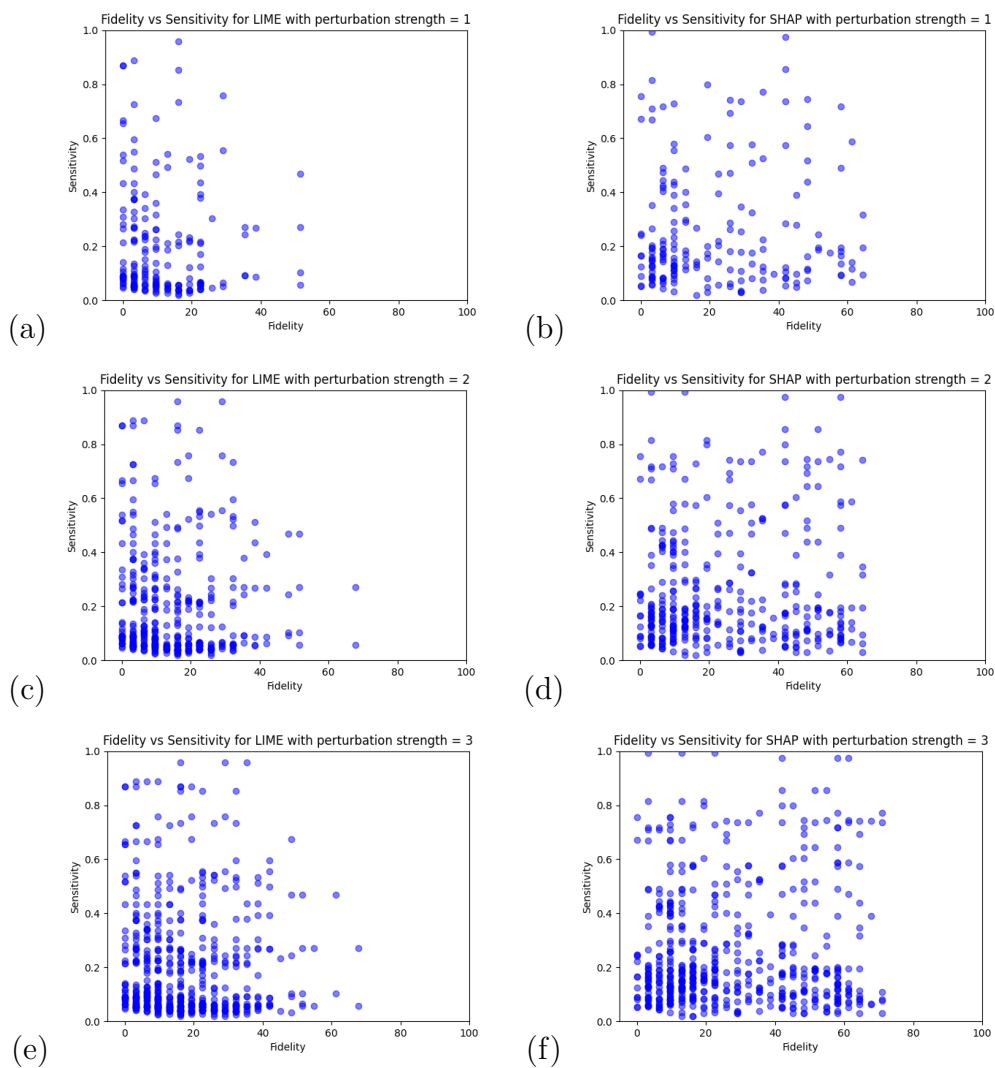 Fidelity vs Sensitivity for LIME with perturbation strength = 1
1.0
0.8
0.6
0.4
0.2
0.0
Sensitivity
0 20 40 60 80 100
Fidelity
(a)
Fidelity vs Sensitivity for SHAP with perturbation strength = 1
1.0
0.8
0.6
0.4
0.2
0.0
Sensitivity
0 20 40 60 80 100
Fidelity
(b)
Fidelity vs Sensitivity for LIME with perturbation strength = 2
1.0
0.8
0.6
0.4
0.2
0.0
Sensitivity
0 20 40 60 80 100
Fidelity
(c)
Fidelity vs Sensitivity for SHAP with perturbation strength = 2
1.0
0.8
0.6
0.4
0.2
0.0
Sensitivity
0 20 40 60 80 100
Fidelity
(d)
Fidelity vs Sensitivity for LIME with perturbation strength = 3
1.0
0.8
0.6
0.4
0.2
0.0
Sensitivity
0 20 40 60 80 100
Fidelity
(e)
Fidelity vs Sensitivity for SHAP with perturbation strength = 3
1.0
0.8
0.6
0.4
0.2
0.0
Sensitivity
0 20 40 60 80 100
Fidelity
(f)